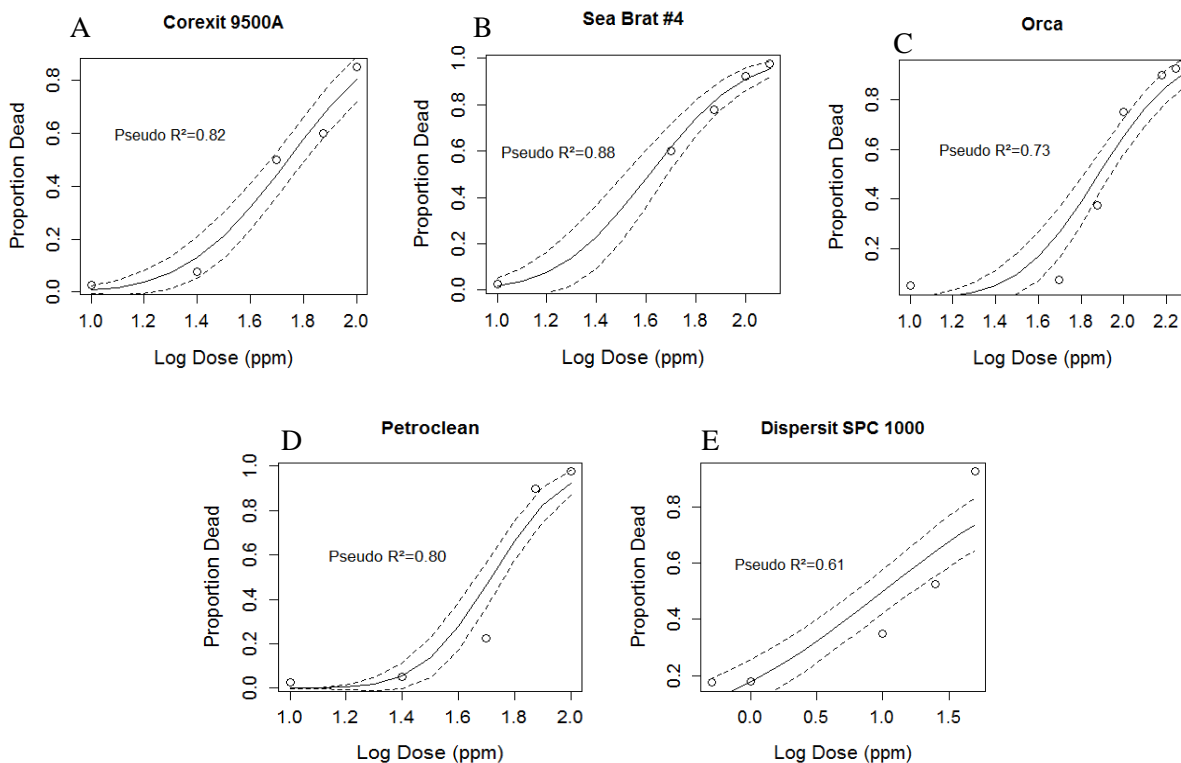 A
Corexit 9500A
Proportion Dead
0.0 0.2 0.4 0.6 0.8
Pseudo R²=0.82
1.0 1.2 1.4 1.6 1.8 2.0
Log Dose (ppm)
B
Sea Brat #4
Proportion Dead
0.0 0.2 0.4 0.6 0.8 1.0
Pseudo R²=0.88
1.0 1.2 1.4 1.6 1.8 2.0
Log Dose (ppm)
C
Orca
Proportion Dead
0.2 0.4 0.6 0.8
Pseudo R²=0.73
1.0 1.2 1.4 1.6 1.8 2.0 2.2
Log Dose (ppm)
D
Petroclean
Proportion Dead
0.0 0.2 0.4 0.6 0.8 1.0
Pseudo R²=0.80
1.0 1.2 1.4 1.6 1.8 2.0
Log Dose (ppm)
E
Dispersit SPC 1000
Proportion Dead
0.2 0.4 0.6 0.8
Pseudo R²=0.61
0.0 0.5 1.0 1.5
Log Dose (ppm)